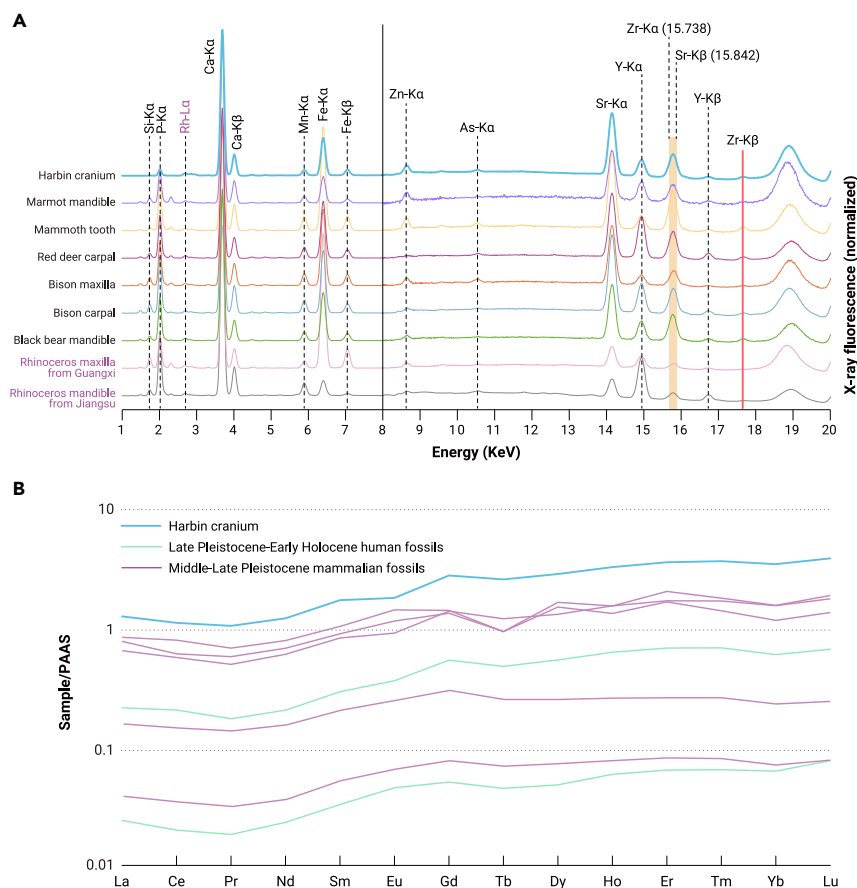 A
Si-Kα
P-Kα
Rh-Lα
Ca-Kα
Ca-Kβ
Mn-Kα
Fe-Kα
Fe-Kβ
Zn-Kα
As-Kα
Sr-Kα
Y-Kα
Zr-Kα (15.738)
Sr-Kβ (15.842)
Y-Kβ
Zr-Kβ
Harbin cranium
Marmot mandible
Mammoth tooth
Red deer carpal
Bison maxilla
Bison carpal
Black bear mandible
Rhinoceros maxilla
from Guangxi
Rhinoceros mandible
from Jiangsu
X-ray fluorescence (normalized)
1 2 3 4 5 6 7 8 9 10 11 12 13 14 15 16 17 18 19 20
Energy (KeV)
B
10
1
0.1
0.01
Sample/PAAS
Harbin cranium
Late Pleistocene-Early Holocene human fossils
Middle-Late Pleistocene mammalian fossils
La Ce Pr Nd Sm Eu Gd Tb Dy Ho Er Tm Yb Lu